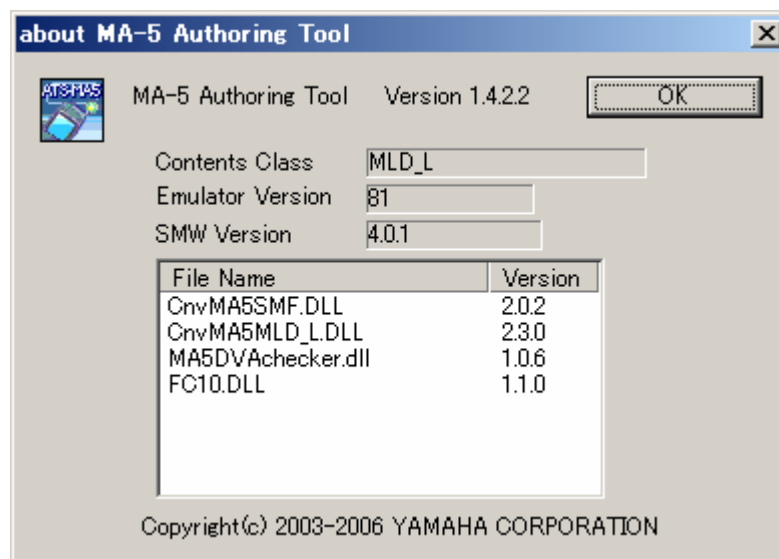 about MA-5 Authoring Tool
ATS-MA5
MA-5 Authoring Tool Version 1.4.2.2 OK
Contents Class MLD_L
Emulator Version 81
SMW Version 4.0.1
File Name Version
CnvMA5SMF.DLL 2.0.2
CnvMA5MLD_L.DLL 2.3.0
MA5DVAchecker.dll 1.0.6
FC10.DLL 1.1.0
Copyright(c) 2003-2006 YAMAHA CORPORATION